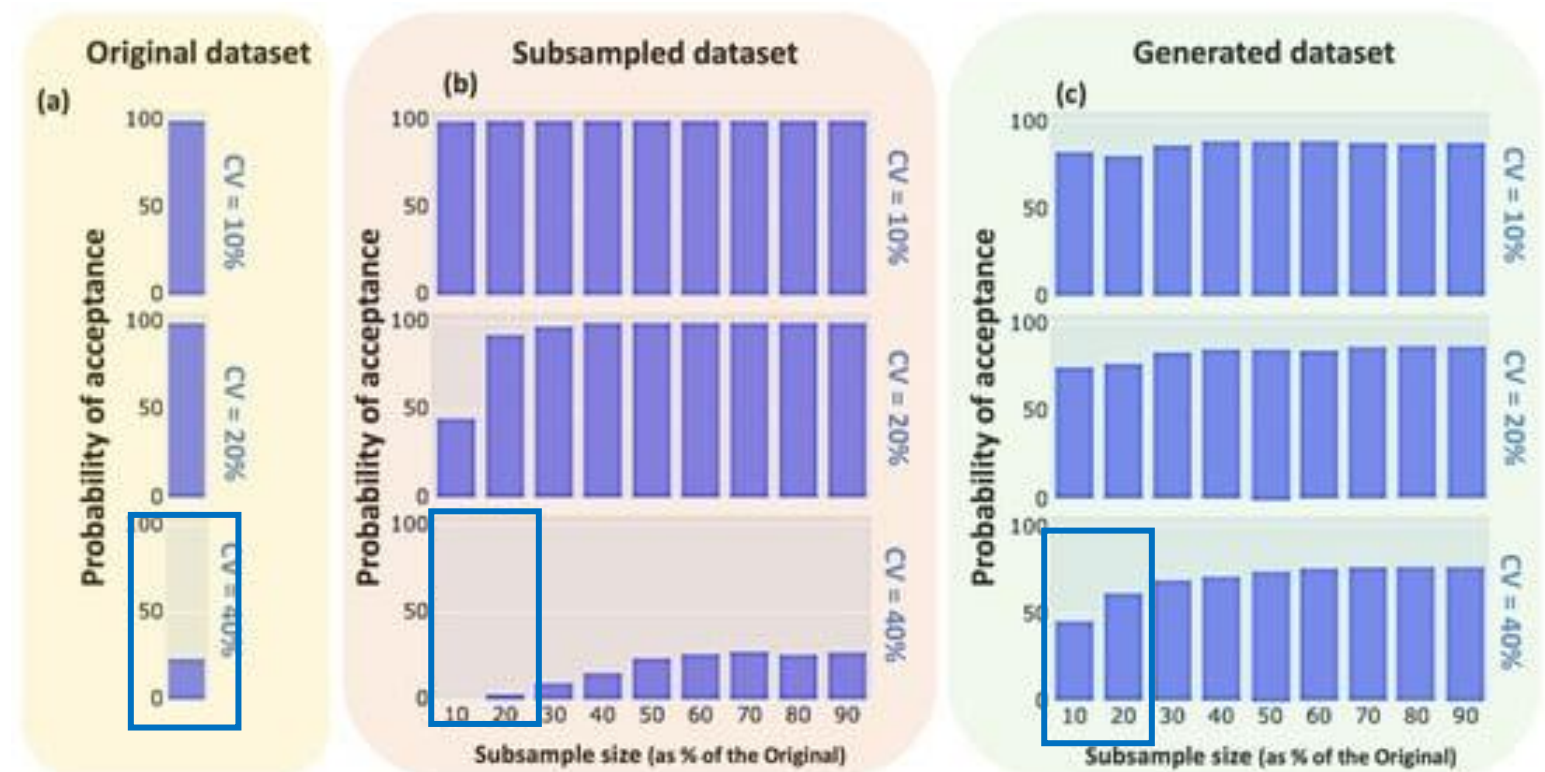 Original dataset
(a)
Probability of acceptance
100
50
0
CV = 10%
100
50
0
CV = 20%
100
50
0
CV = 40%
Subsampled dataset
(b)
Probability of acceptance
100
50
0
CV = 10%
100
50
0
CV = 20%
100
50
0
CV = 40%
10 20 30 40 50 60 70 80 90
Subsample size (as % of the Original)
Generated dataset
(c)
Probability of acceptance
100
50
0
CV = 10%
100
50
0
CV = 20%
100
50
0
CV = 40%
10 20 30 40 50 60 70 80 90
Subsample size (as % of the Original)